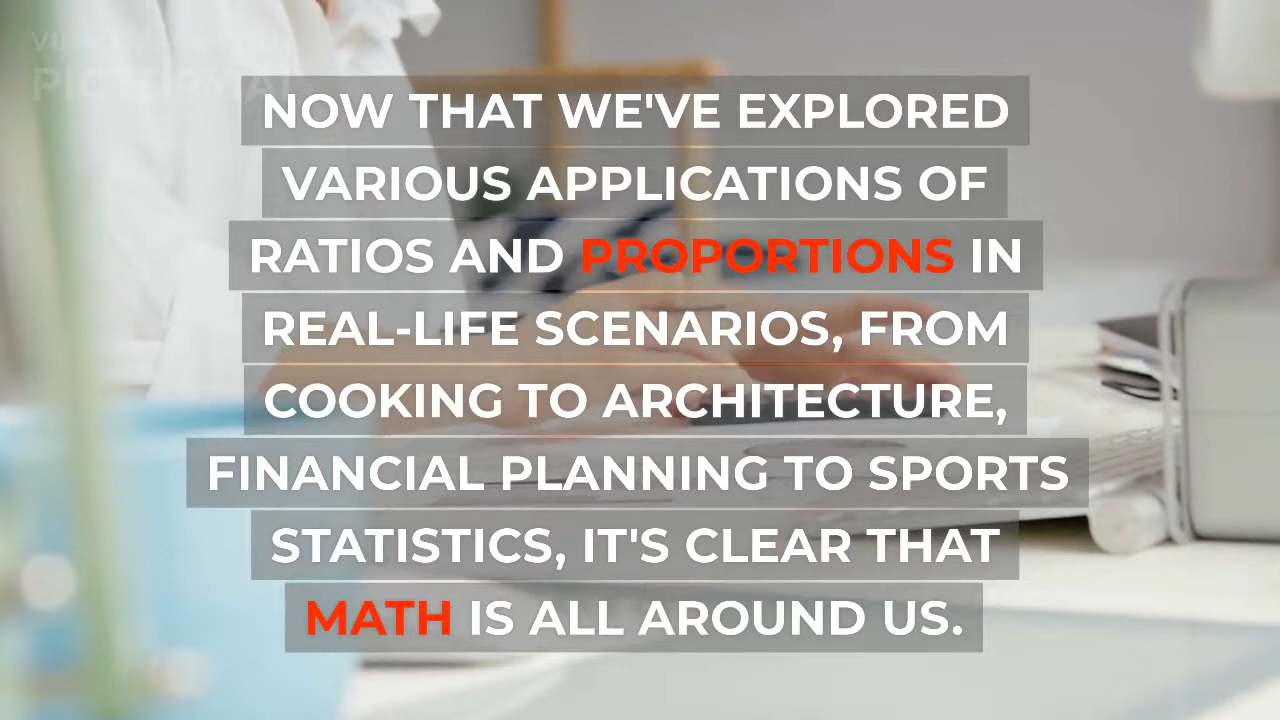 NOW THAT WE'VE EXPLORED
VARIOUS APPLICATIONS OF
RATIOS AND PROPORTIONS IN
REAL-LIFE SCENARIOS, FROM
COOKING TO ARCHITECTURE,
FINANCIAL PLANNING TO SPORTS
STATISTICS, IT'S CLEAR THAT
MATH IS ALL AROUND US.